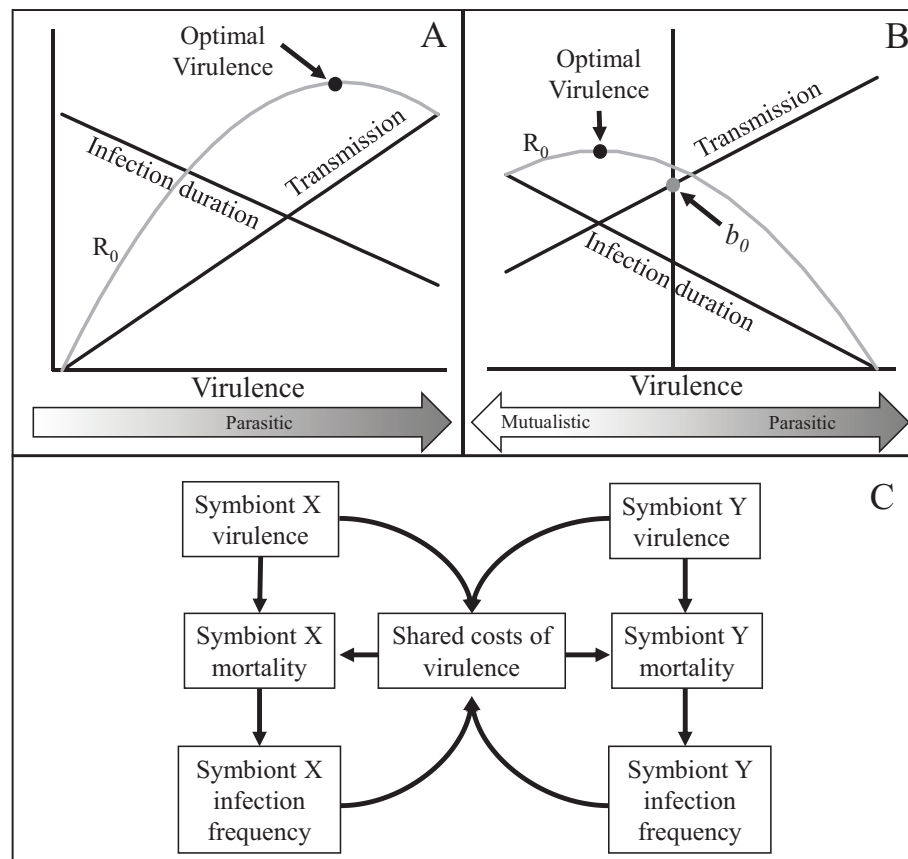 A
Optimal
Virulence
Infection duration
Transmission
R0
Virulence
Parasitic
B
Optimal
Virulence
R0
Transmission
b0
Infection duration
Virulence
Mutualistic
Parasitic
C
Symbiont X
virulence
Symbiont Y
virulence
Symbiont X
mortality
Shared costs of
virulence
Symbiont Y
mortality
Symbiont X
infection
frequency
Symbiont Y
infection
frequency